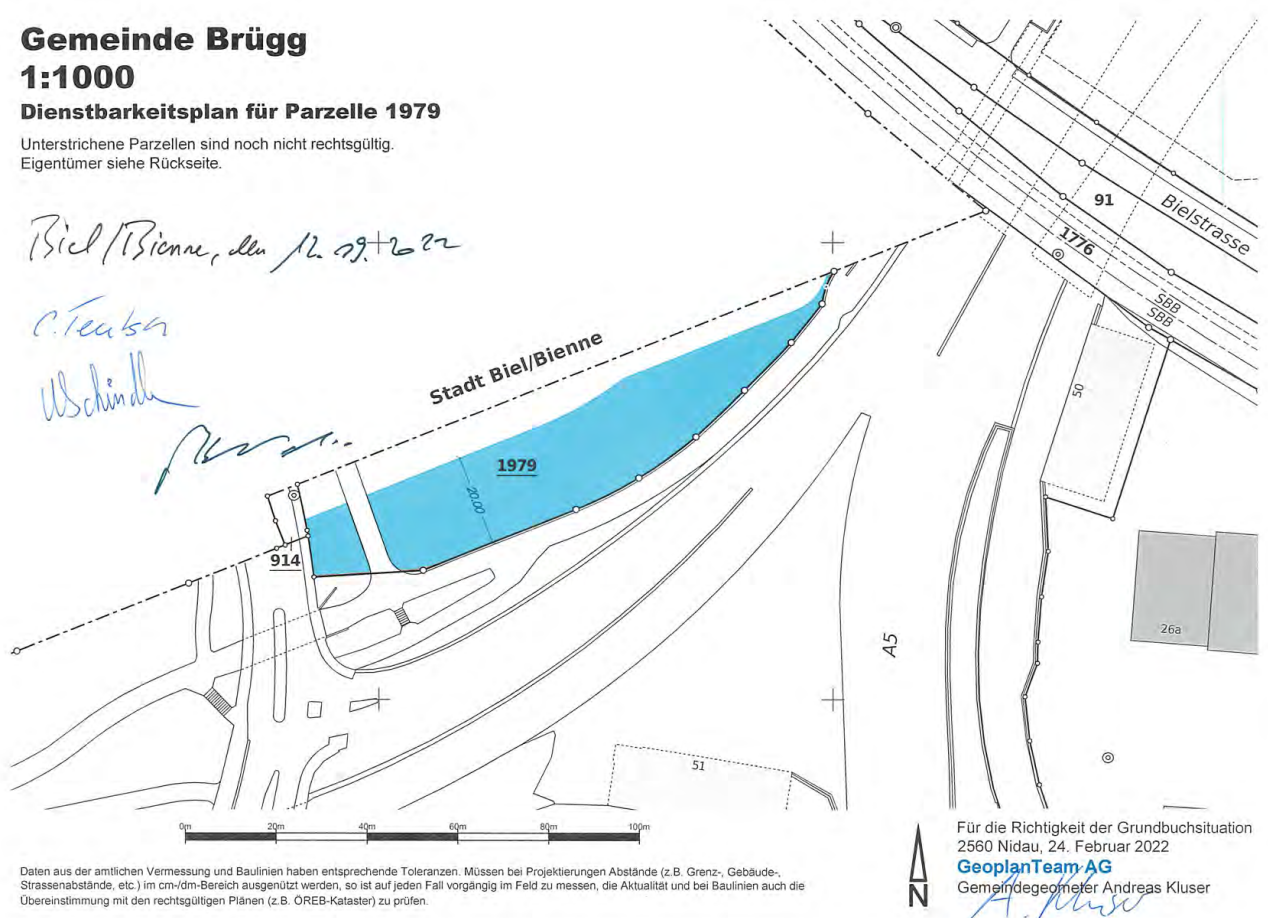 Gemeinde Brügg
1:1000
Dienstbarkeitsplan für Parzelle 1979
Unterstrichene Parzellen sind noch nicht rechtsgültig.
Eigentümer siehe Rückseite.
Biel/Bienne, den 12. 09. 2022
Stadt Biel/Bienne
1979
20.00
914
91
Bielstrasse
1776
SBB
SBB
50
26a
A5
51
0m 20m 40m 60m 80m 100m
Daten aus der amtlichen Vermessung und Baulinien haben entsprechende Toleranzen. Müssen bei Projektierungen Abstände (z.B. Grenz-, Gebäude-,
Strassenabstände, etc.) im cm-/dm-Bereich ausgenützt werden, so ist auf jeden Fall vorgängig im Feld zu messen, die Aktualität und bei Baulinien auch die
Übereinstimmung mit den rechtsgültigen Plänen (z.B. ÖREB-Kataster) zu prüfen.
N
Für die Richtigkeit der Grundbuchsituation
2560 Nidau, 24. Februar 2022
GeoplanTeam AG
Gemeindegeometer Andreas Kluser
A. Kluser